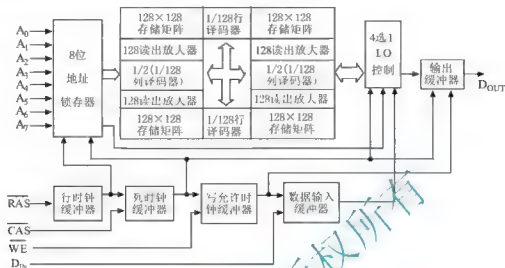 A₀
A₁
A₂
A₃
A₄
A₅
A₆
A₇
8位
地址
锁存器
128×128
存储矩阵
1/128行
译码器
128×128
存储矩阵
128读出放大器
128读出放大器
1/2(1/128
列译码器)
1/2(1/128
列译码器)
128读出放大器
128读出放大器
128×128
存储矩阵
1/128行
译码器
128×128
存储矩阵
4选1
I/O
控制
输出
缓冲器
D_OUT
RAS
CAS
WE
D_IN
行时钟
缓冲器
列时钟
缓冲器
写允许时
钟缓冲器
数据输入
缓冲器
权所有